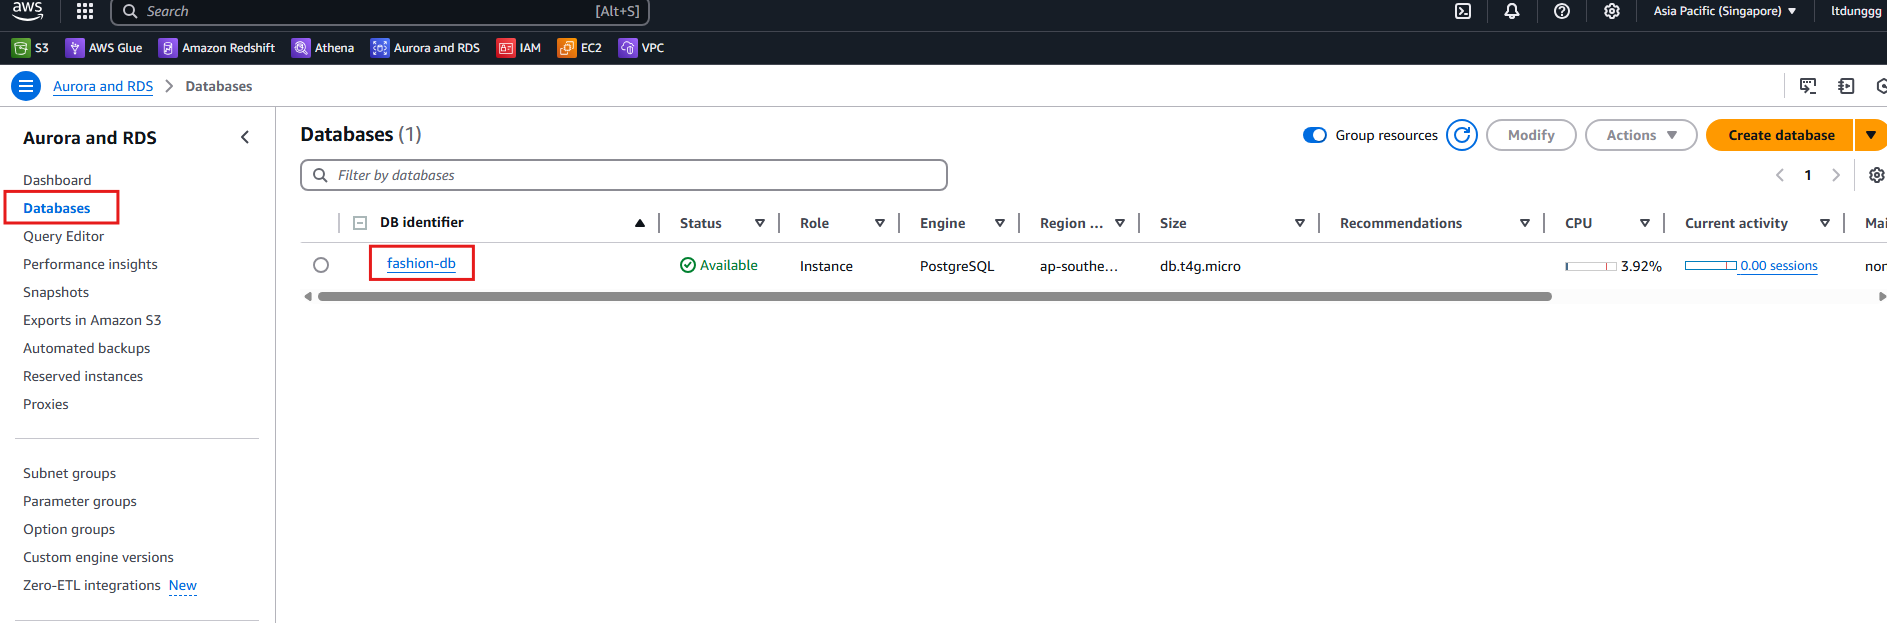 aws
Search [Alt+S]
Asia Pacific (Singapore) ltdunggg
S3 AWS Glue Amazon Redshift Athena Aurora and RDS IAM EC2 VPC
Aurora and RDS Databases
Aurora and RDS
Dashboard
Databases
Query Editor
Performance insights
Snapshots
Exports in Amazon S3
Automated backups
Reserved instances
Proxies
Subnet groups
Parameter groups
Option groups
Custom engine versions
Zero-ETL integrations New
Databases (1)
Group resources Modify Actions Create database
Filter by databases
1
DB identifier Status Role Engine Region ... Size Recommendations CPU Current activity Mai
fashion-db Available Instance PostgreSQL ap-southe... db.t4g.micro 3.92% 0.00 sessions non